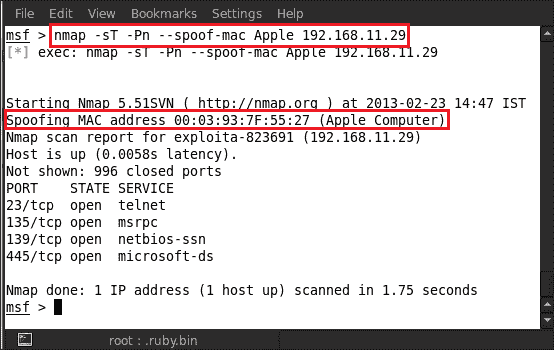 File Edit View Bookmarks Settings Help
msf > nmap -sT -Pn --spoof-mac Apple 192.168.11.29
[*] exec: nmap -sT -Pn --spoof-mac Apple 192.168.11.29
Starting Nmap 5.51SVN ( http://nmap.org ) at 2013-02-23 14:47 IST
Spoofing MAC address 00:03:93:7F:55:27 (Apple Computer)
Nmap scan report for exploita-823691 (192.168.11.29)
Host is up (0.0058s latency).
Not shown: 996 closed ports
PORT STATE SERVICE
23/tcp open telnet
135/tcp open msrpc
139/tcp open netbios-ssn
445/tcp open microsoft-ds
Nmap done: 1 IP address (1 host up) scanned in 1.75 seconds
msf >
root : .ruby.bin